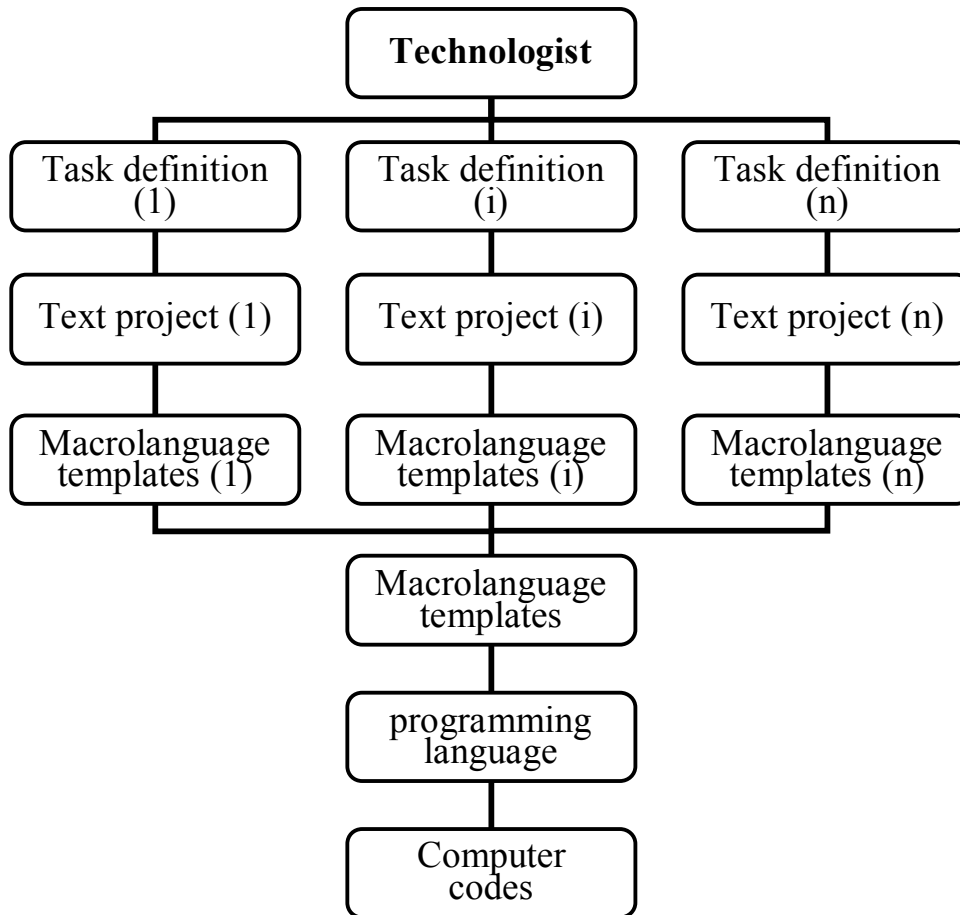 Technologist
Task definition
(1)
Task definition
(i)
Task definition
(n)
Text project (1)
Text project (i)
Text project (n)
Macrolanguage
templates (1)
Macrolanguage
templates (i)
Macrolanguage
templates (n)
Macrolanguage
templates
programming
language
Computer
codes